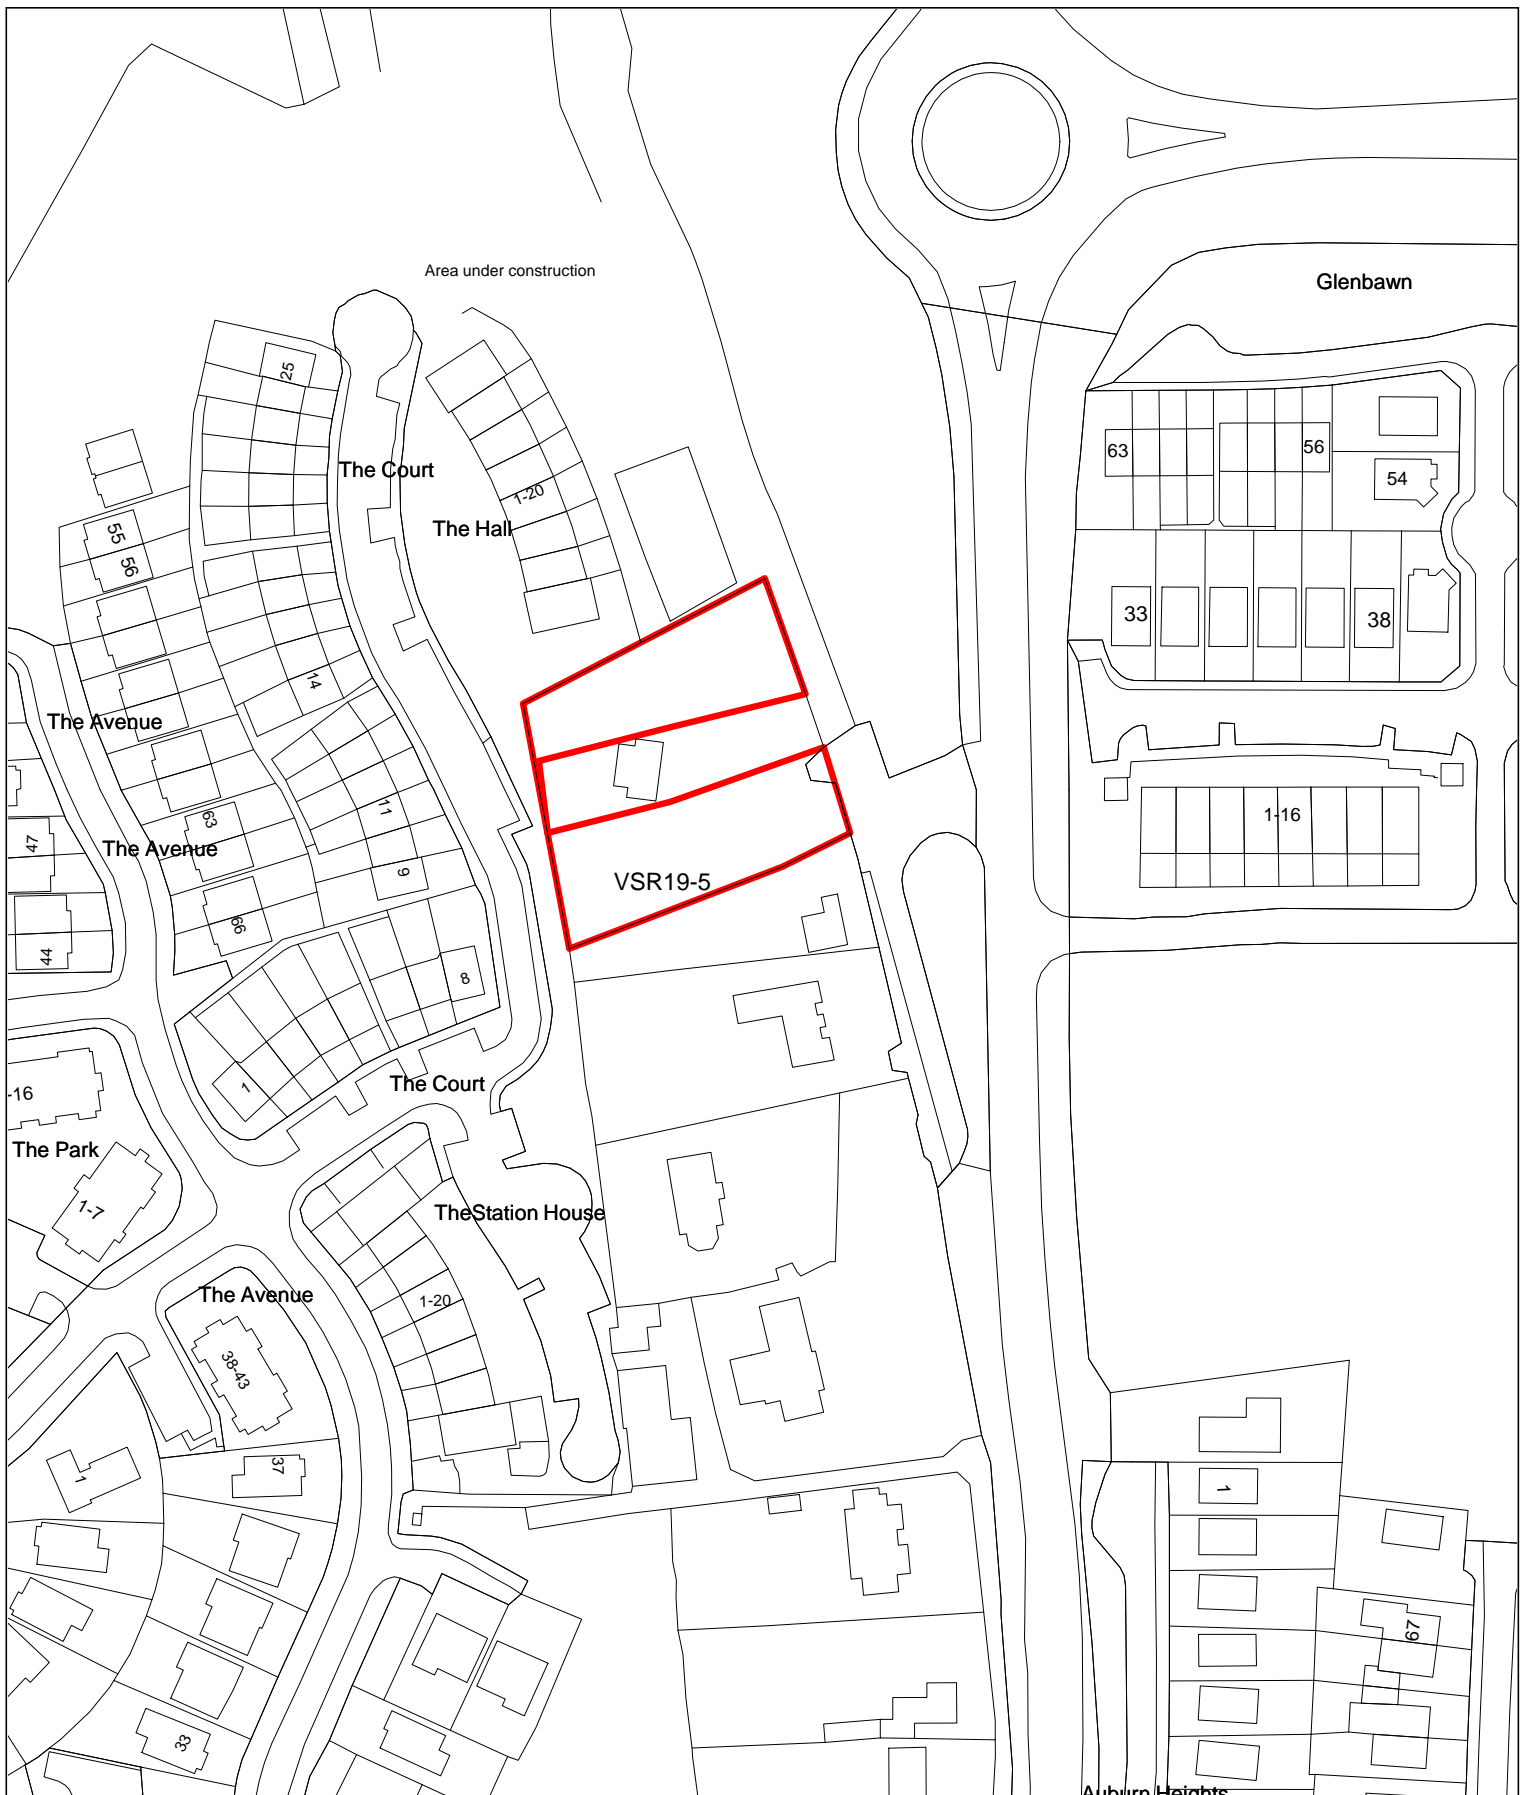 Area under construction
Glenbawn
25
63
56
54
The Court
1-20
The Hall
55
56
33
38
14
The Avenue
11
63
1-16
47
The Avenue
9
VSR19-5
66
44
8
The Court
1
-16
The Park
1-7
TheStation House
The Avenue
1-20
38-43
37
1
1
67
33
Auburn Heights